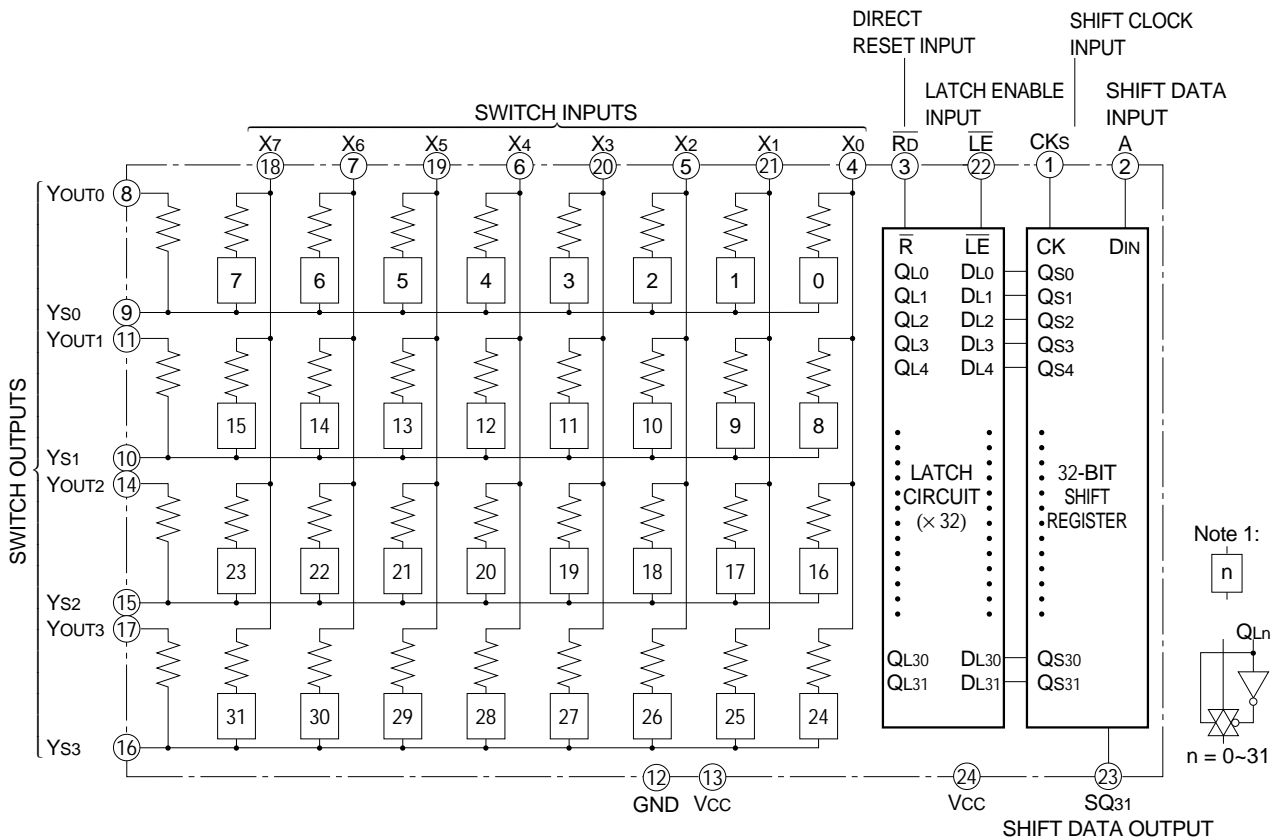 DIRECT
RESET INPUT
SHIFT CLOCK
INPUT
LATCH ENABLE
INPUT
SHIFT DATA
INPUT
SWITCH INPUTS
X7 X6 X5 X4 X3 X2 X1 X0 RD LE CKS A
18 7 19 6 20 5 21 4 3 22 1 2
SWITCH OUTPUTS
YOUT0 8
R LE CK DIN
7 6 5 4 3 2 1 0
QL0 DL0 QS0
QL1 DL1 QS1
QL2 DL2 QS2
QL3 DL3 QS3
QL4 DL4 QS4
YS0 9
YOUT1 11
15 14 13 12 11 10 9 8
YS1 10
YOUT2 14
LATCH
CIRCUIT
(× 32)
32-BIT
SHIFT
REGISTER
23 22 21 20 19 18 17 16
YS2 15
YOUT3 17
QL30 DL30 QS30
QL31 DL31 QS31
31 30 29 28 27 26 25 24
YS3 16
12 13 24 23
GND VCC VCC SQ31
SHIFT DATA OUTPUT
Note 1:
n
QLn
n = 0~31